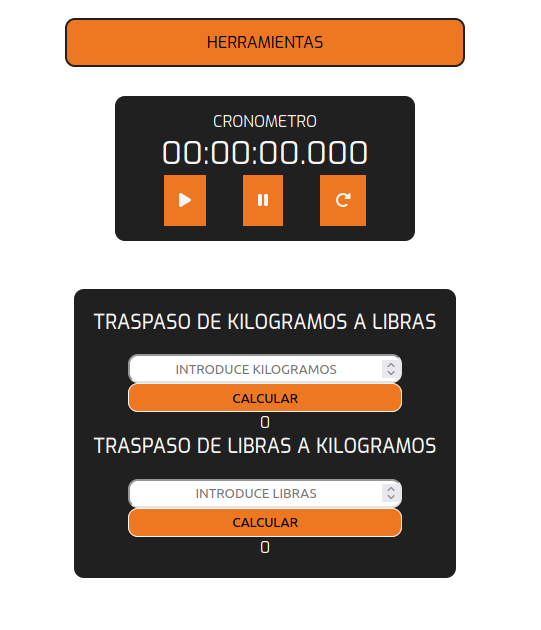 HERRAMIENTAS
CRONOMETRO
00:00:00.000
TRASPASO DE KILOGRAMOS A LIBRAS
INTRODUCE KILOGRAMOS
CALCULAR
0
TRASPASO DE LIBRAS A KILOGRAMOS
INTRODUCE LIBRAS
CALCULAR
0